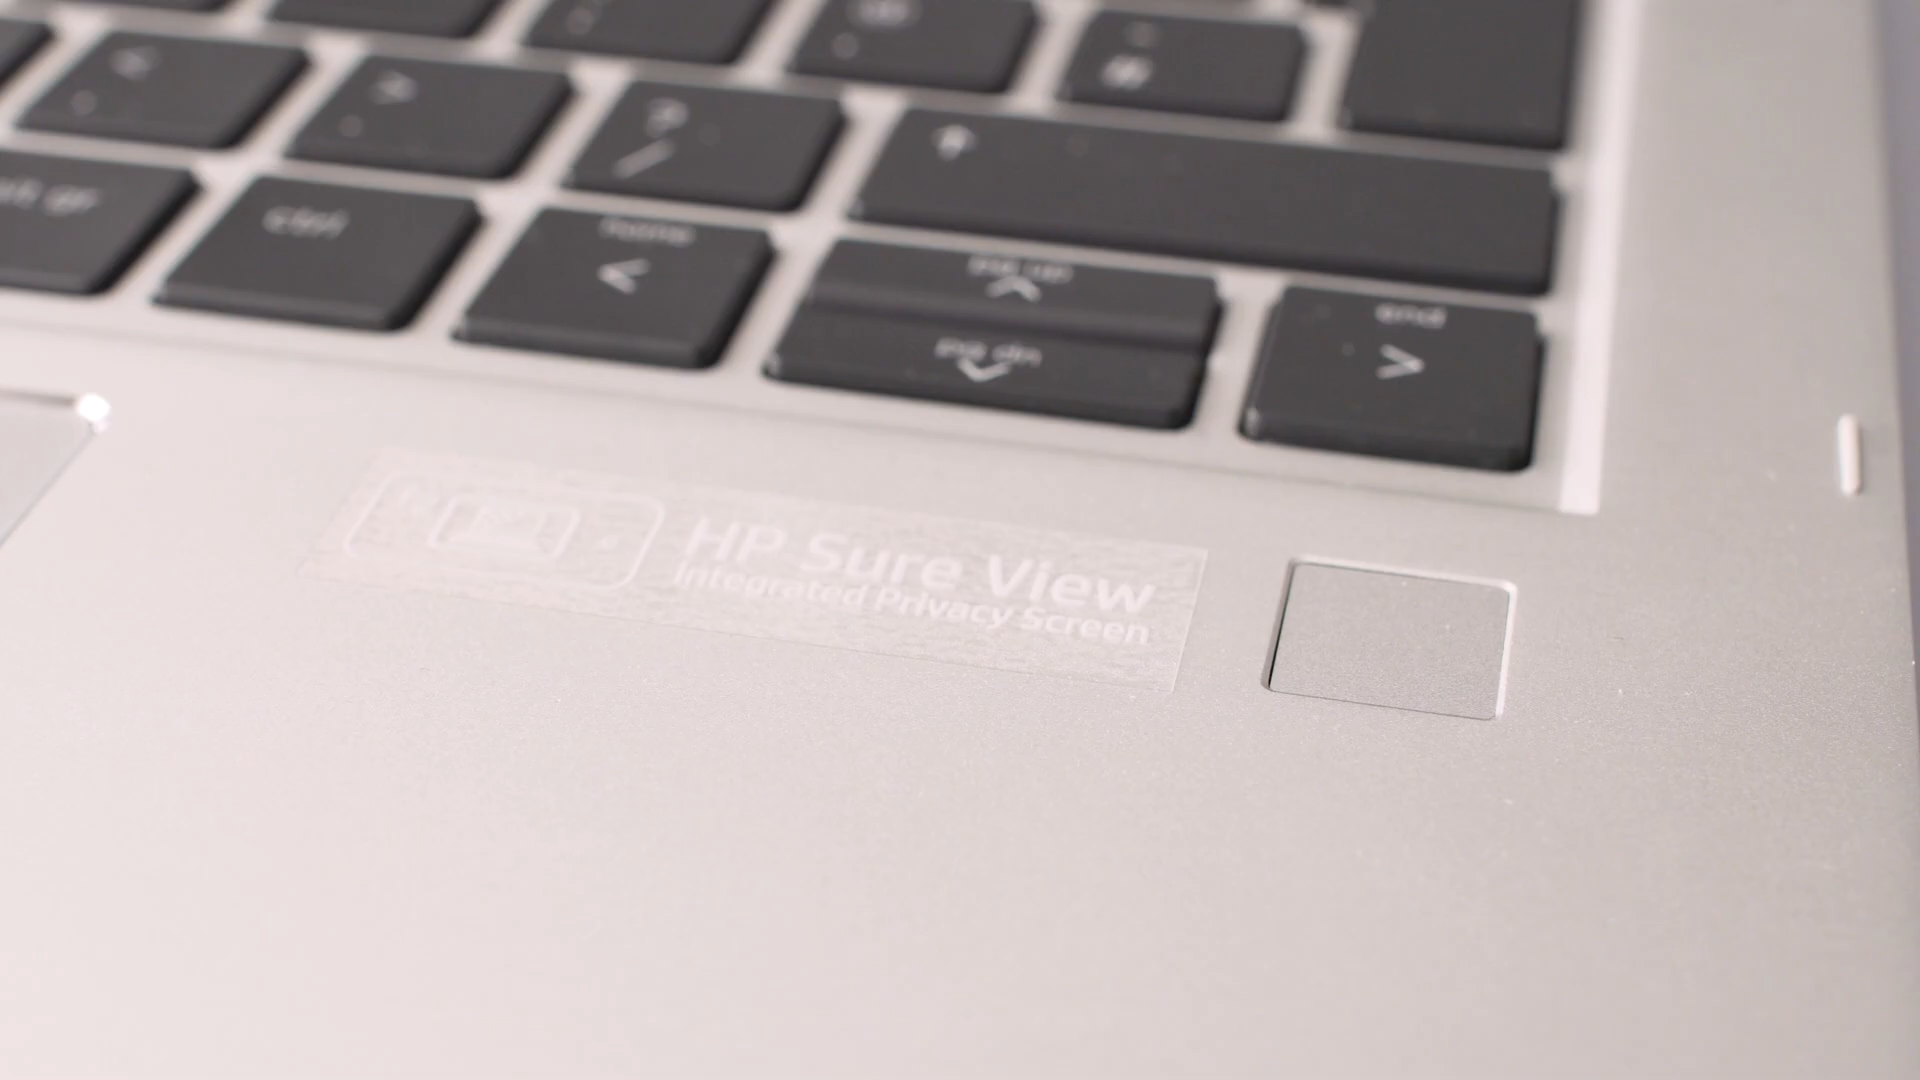 @
#
< ,
> .
? /
ctrl
home
pg up
end
pg dn
HP Sure View
Integrated Privacy Screen